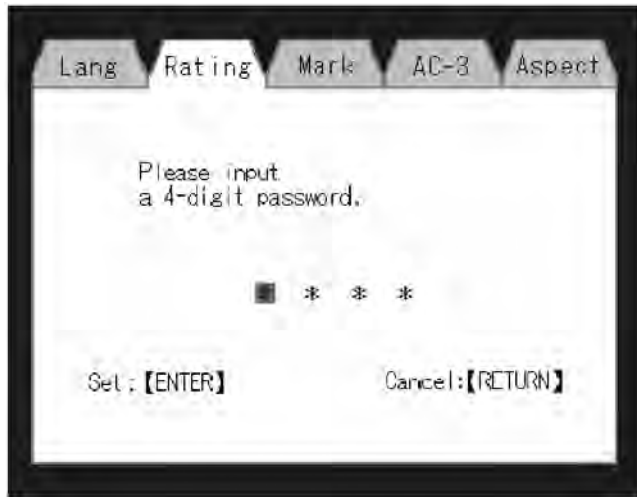 Lang Rating Mark AC-3 Aspect
Please input
a 4-digit password.
* * *
Set:【ENTER】 Cancel:【RETURN】